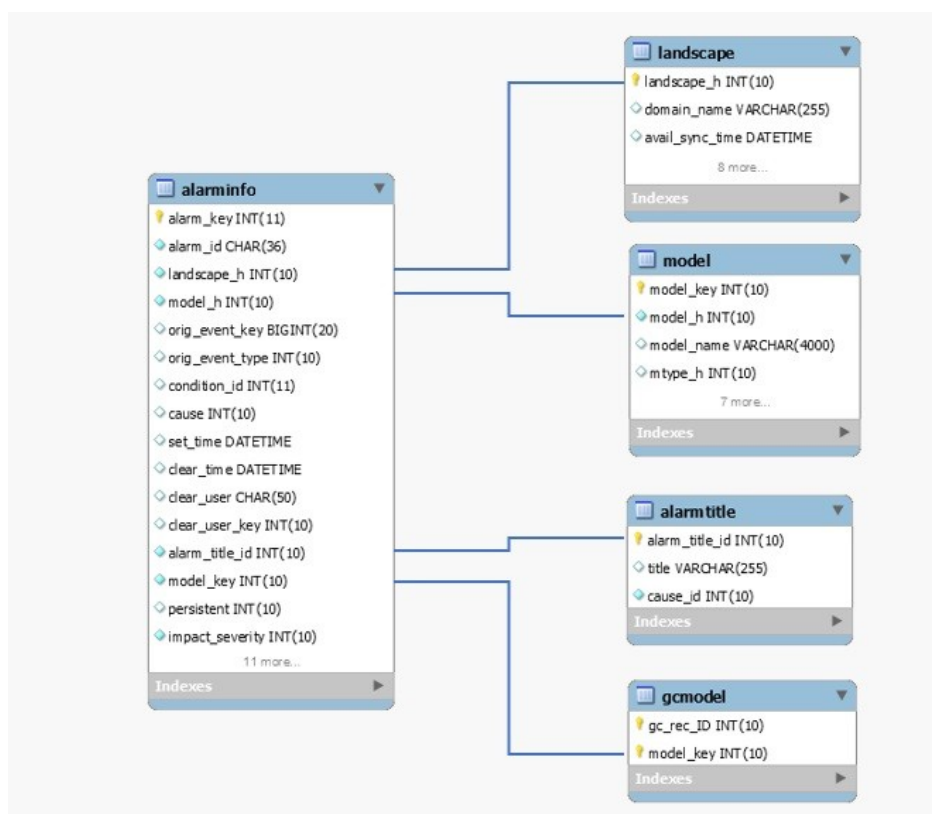 landscape
landscape_h INT(10)
domain_name VARCHAR(255)
avail_sync_time DATETIME
8 more...
Indexes
alarminfo
alarm_key INT(11)
alarm_id CHAR(36)
landscape_h INT(10)
model_h INT(10)
orig_event_key BIGINT(20)
orig_event_type INT(10)
condition_id INT(11)
cause INT(10)
set_time DATETIME
clear_time DATETIME
clear_user CHAR(50)
clear_user_key INT(10)
alarm_title_id INT(10)
model_key INT(10)
persistent INT(10)
impact_severity INT(10)
11 more...
Indexes
model
model_key INT(10)
model_h INT(10)
model_name VARCHAR(4000)
mtype_h INT(10)
7 more...
Indexes
alarmtitle
alarm_title_id INT(10)
title VARCHAR(255)
cause_id INT(10)
Indexes
gcmodel
gc_rec_ID INT(10)
model_key INT(10)
Indexes